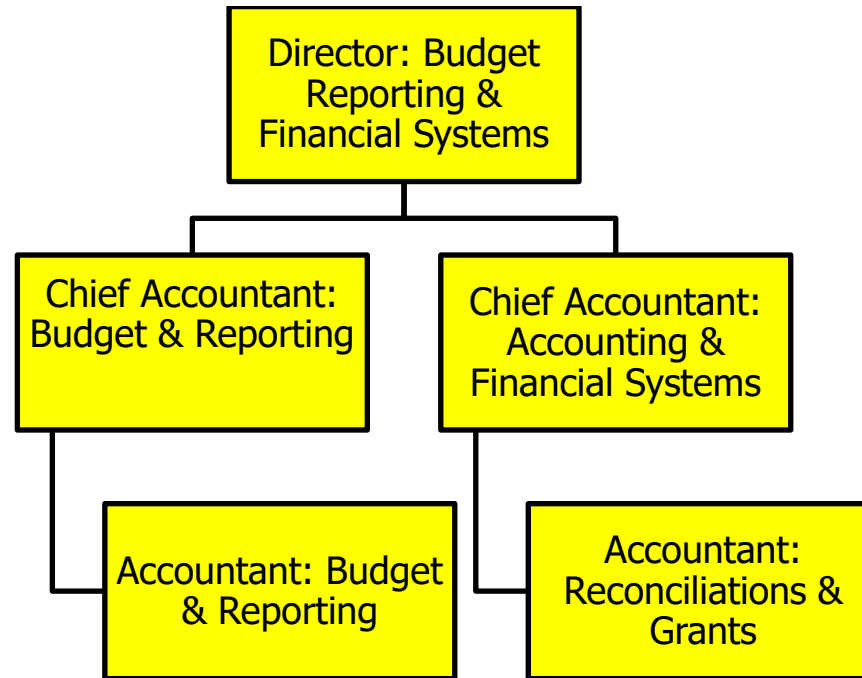 Director: Budget
Reporting &
Financial Systems
Chief Accountant:
Budget & Reporting
Chief Accountant:
Accounting &
Financial Systems
Accountant: Budget
& Reporting
Accountant:
Reconciliations &
Grants